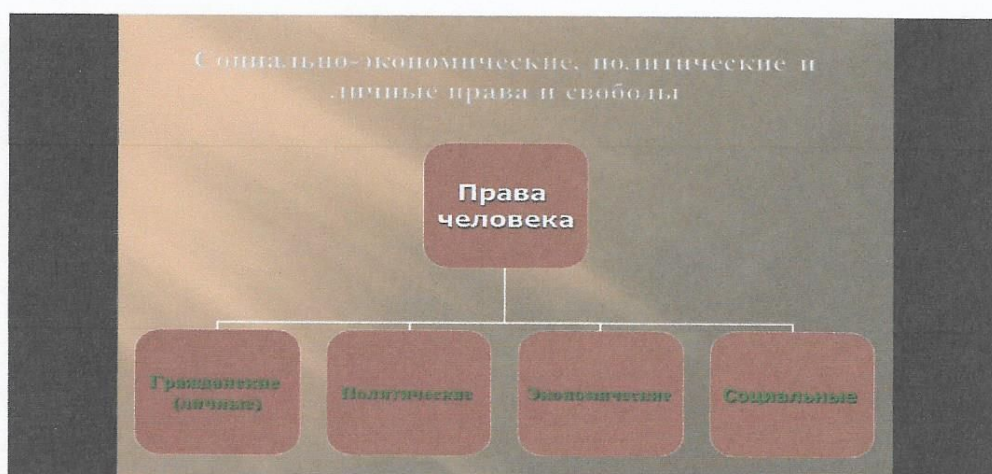 Социально-экономические, политические и
личные права и свободы
Права
человека
Гражданские
(личные)
Политические
Экономические
Социальные